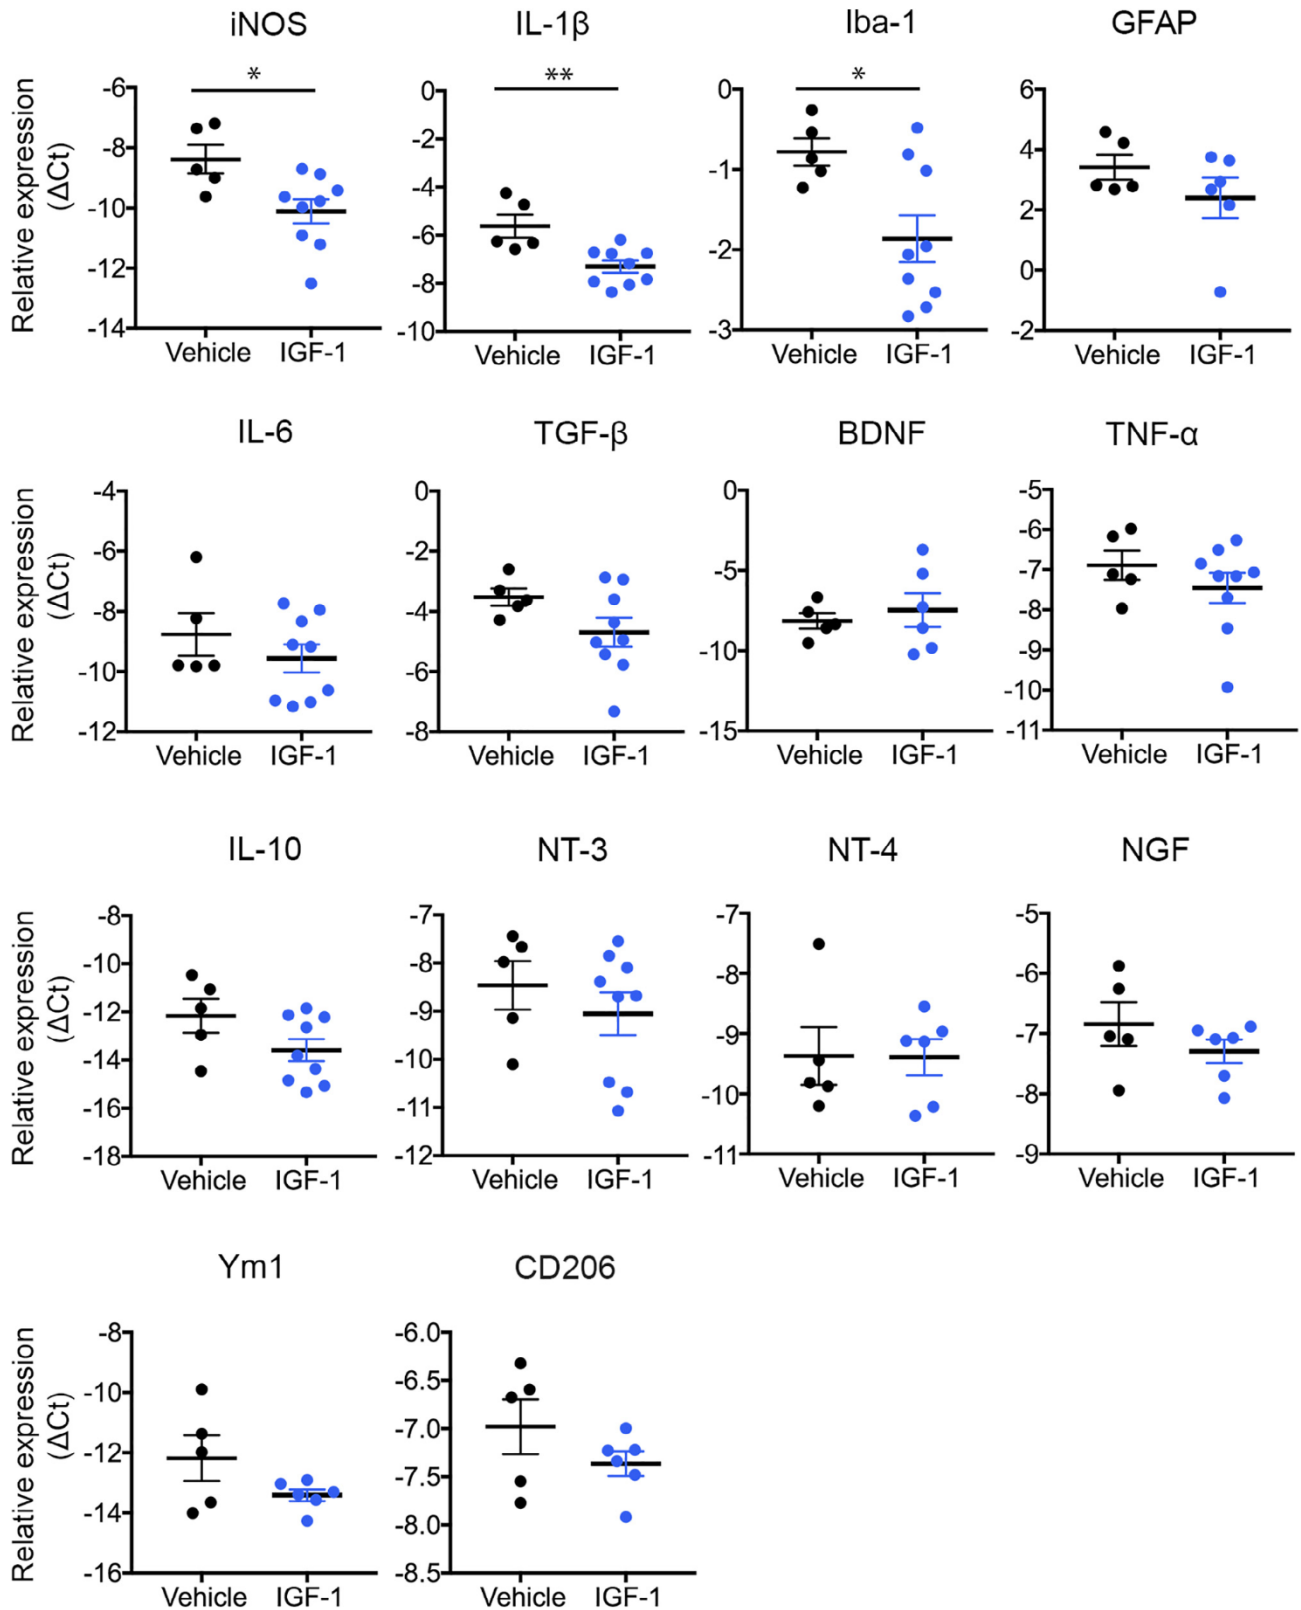 iNOS IL-1β Iba-1 GFAP
* ** *
Relative expression
(ΔCt)
-6 0 0 6
-8 -2 -1 4
-10 -4 -2 2
-12 -6 -3 0
-14 -8 -2
-10
Vehicle IGF-1 Vehicle IGF-1 Vehicle IGF-1 Vehicle IGF-1
IL-6 TGF-β BDNF TNF-α
Relative expression
(ΔCt)
-4 0 0 -5
-6 -2 -5 -6
-8 -4 -10 -7
-10 -6 -15 -8
-12 -8 -9
-10
-11
Vehicle IGF-1 Vehicle IGF-1 Vehicle IGF-1 Vehicle IGF-1
IL-10 NT-3 NT-4 NGF
Relative expression
(ΔCt)
-8 -7 -7 -5
-10 -8 -8 -6
-12 -9 -9 -7
-14 -10 -10 -8
-16 -11 -11 -9
-18 -12
Vehicle IGF-1 Vehicle IGF-1 Vehicle IGF-1 Vehicle IGF-1
Ym1 CD206
Relative expression
(ΔCt)
-8 -6.0
-10 -6.5
-12 -7.0
-14 -7.5
-16 -8.0
-8.5
Vehicle IGF-1 Vehicle IGF-1